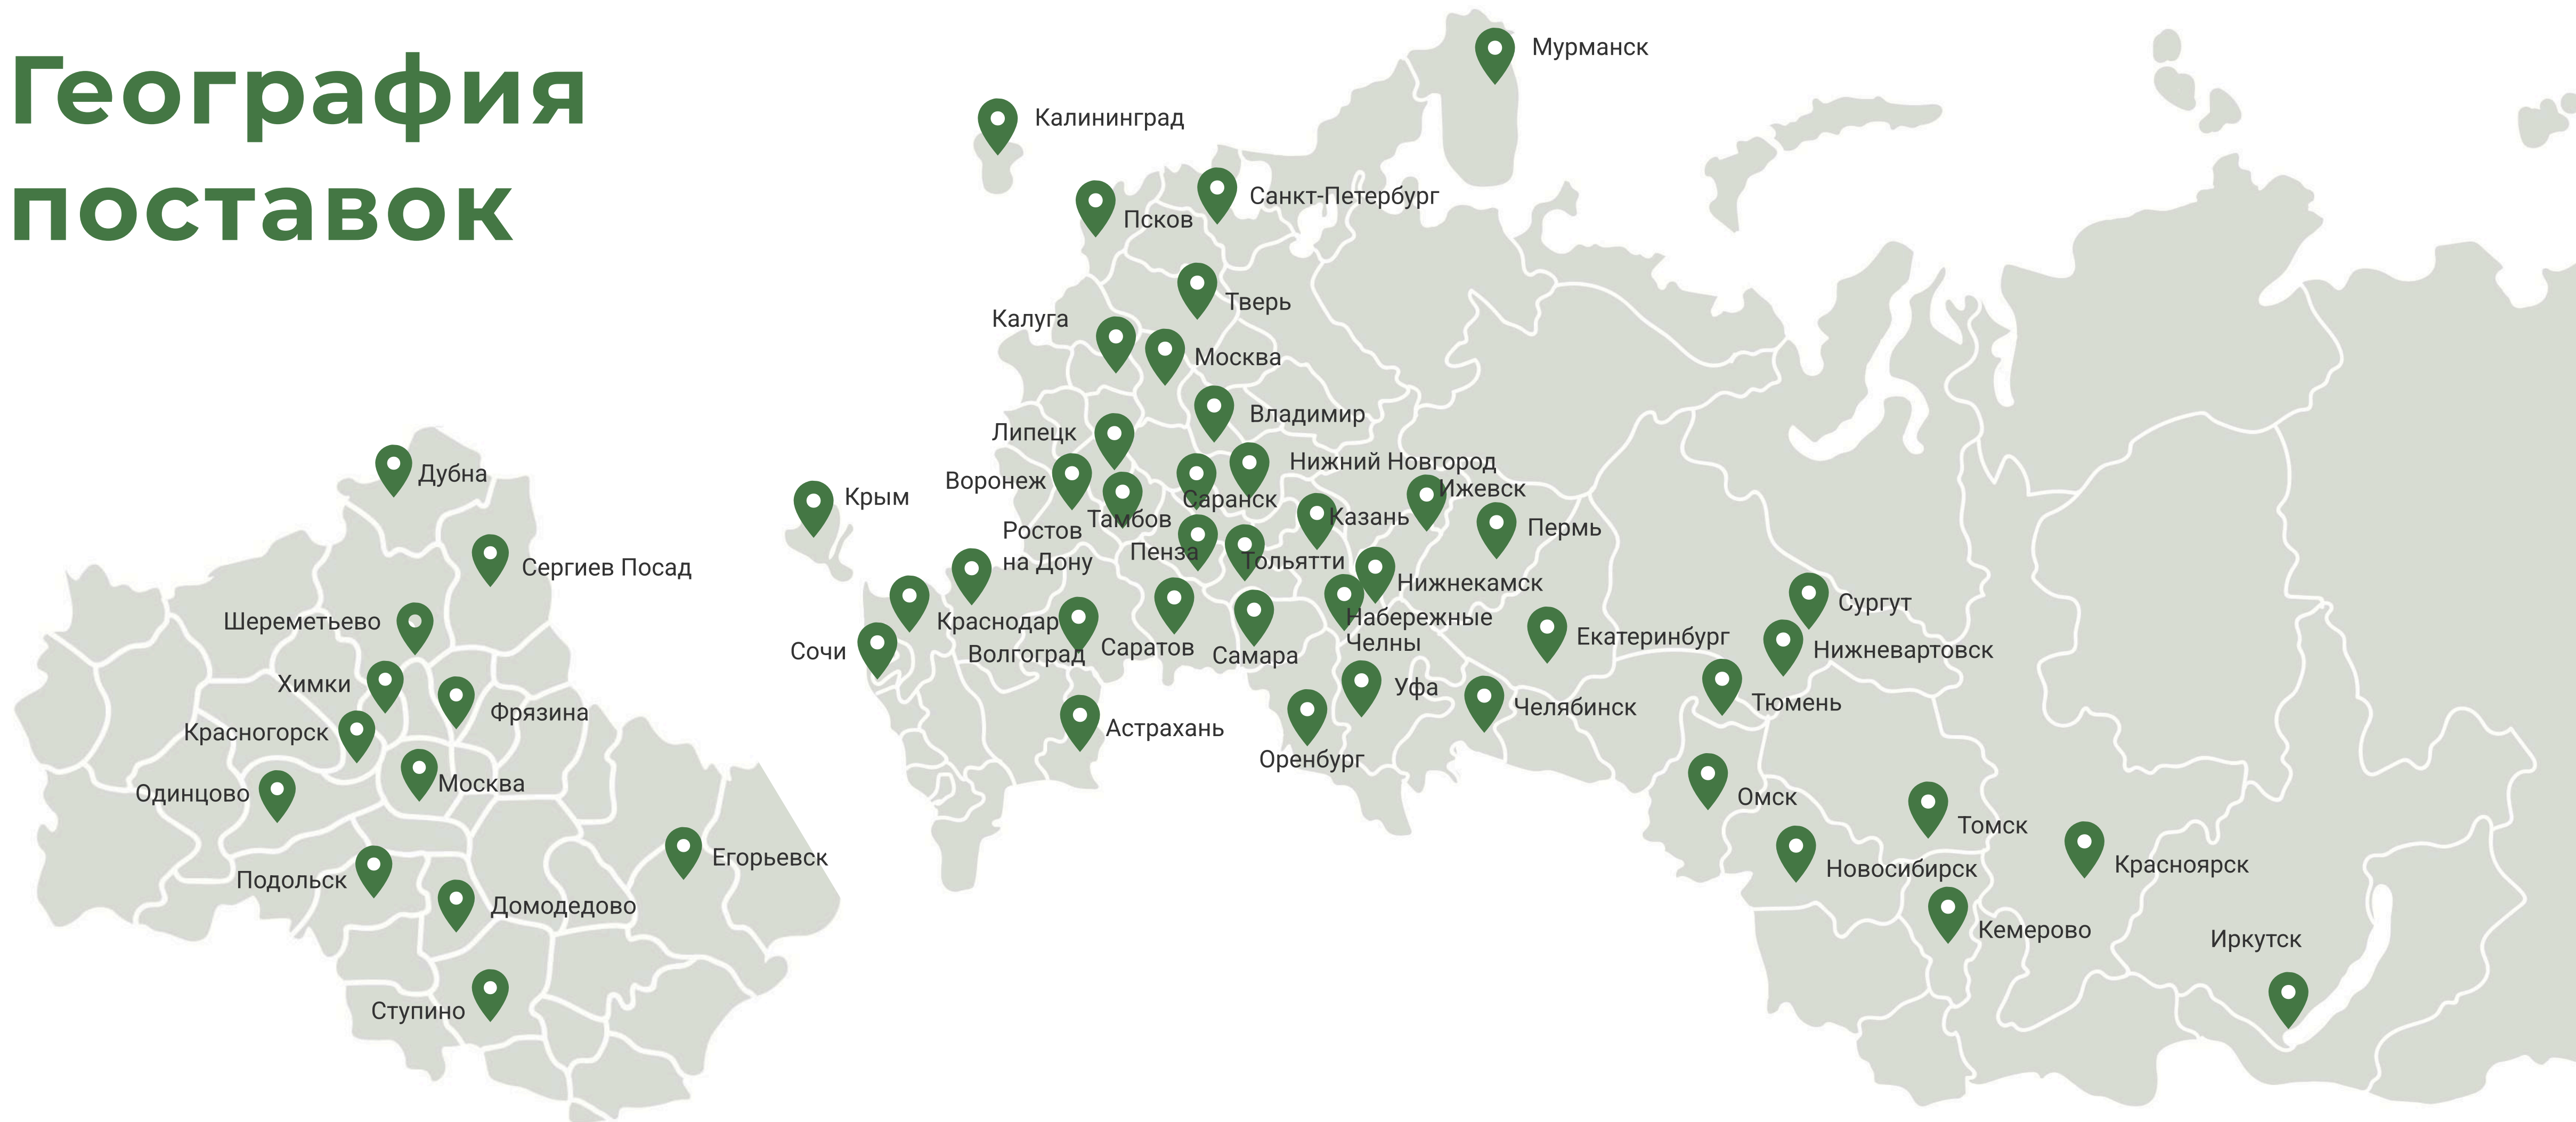 География
поставок
Мурманск
Калининград
Санкт-Петербург
Псков
Тверь
Калуга
Москва
Владимир
Липецк
Нижний Новгород
Воронеж
Ижевск
Саранск
Крым
Казань
Тамбов
Пермь
Ростов
на Дону
Пенза
Тольятти
Нижнекамск
Сургут
Краснодар
Набережные
Челны
Екатеринбург
Сочи
Волгоград
Саратов
Самара
Нижневартовск
Уфа
Тюмень
Челябинск
Астрахань
Оренбург
Омск
Томск
Новосибирск
Красноярск
Кемерово
Иркутск
Дубна
Сергиев Посад
Шереметьево
Химки
Фрязина
Красногорск
Москва
Одинцово
Егорьевск
Подольск
Домодедово
Ступино